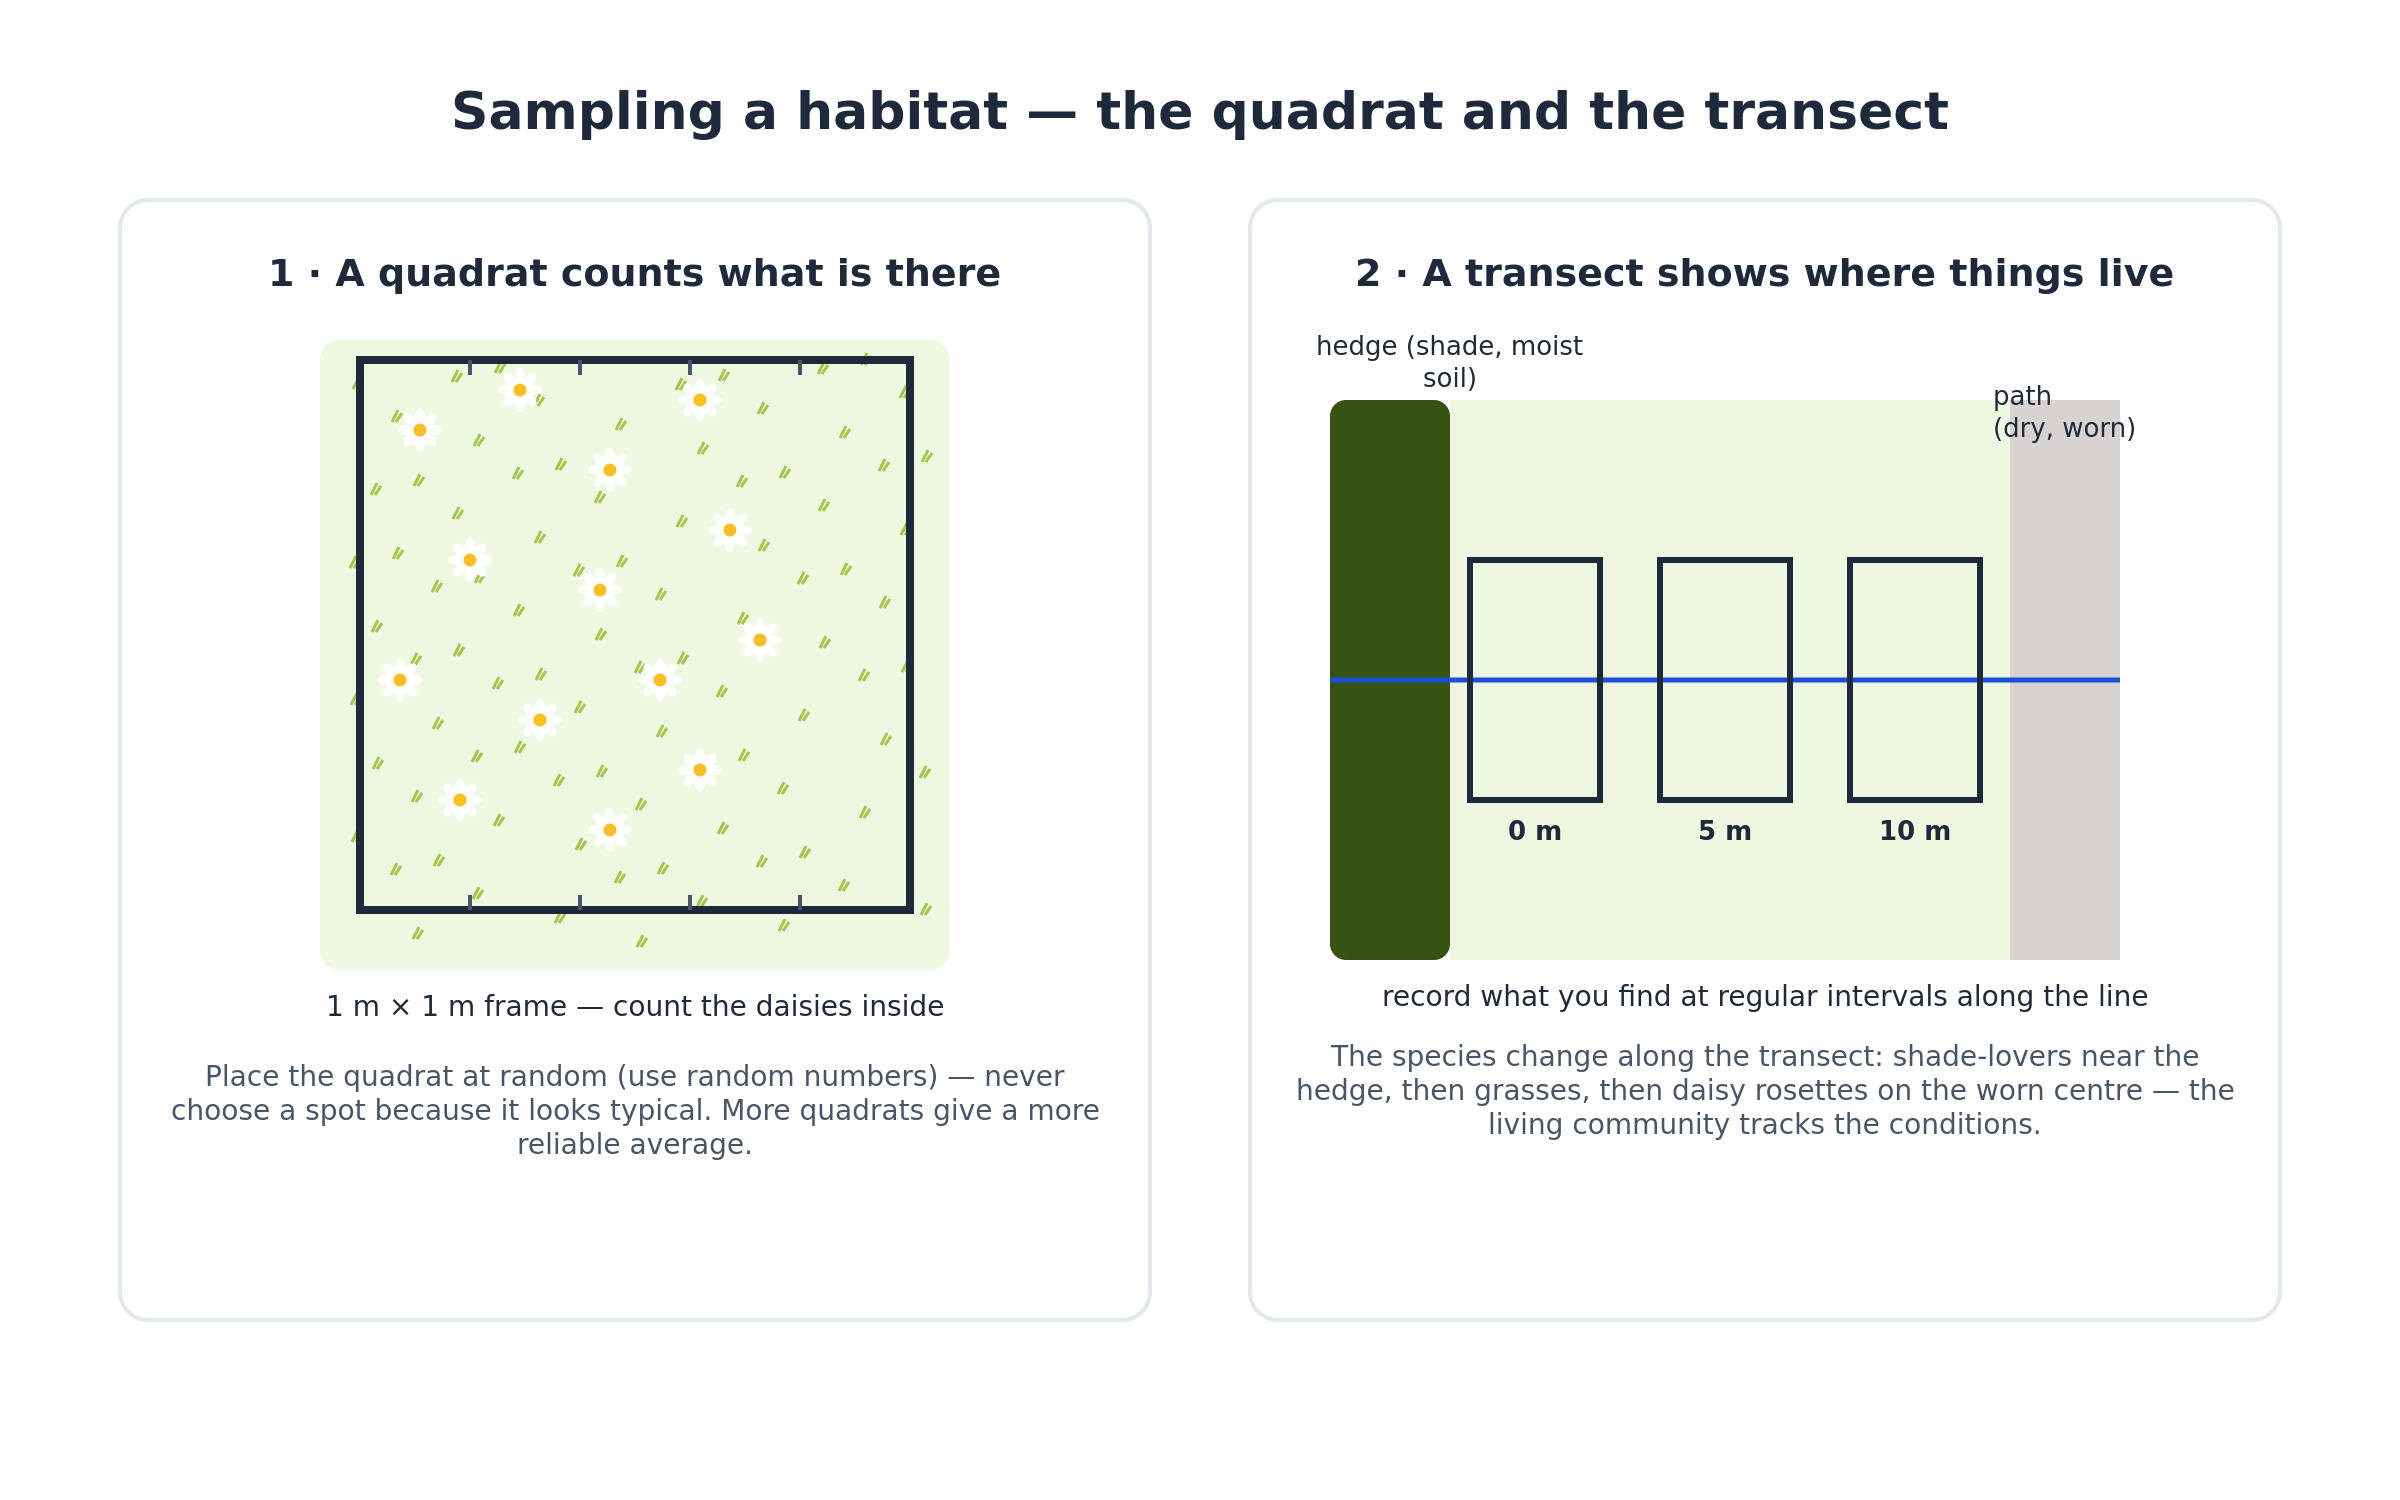 Sampling a habitat — the quadrat and the transect
1 · A quadrat counts what is there
1 m × 1 m frame — count the daisies inside
Place the quadrat at random (use random numbers) — never
choose a spot because it looks typical. More quadrats give a more
reliable average.
2 · A transect shows where things live
hedge (shade, moist
soil)
path
(dry, worn)
0 m
5 m
10 m
record what you find at regular intervals along the line
The species change along the transect: shade-lovers near the
hedge, then grasses, then daisy rosettes on the worn centre — the
living community tracks the conditions.